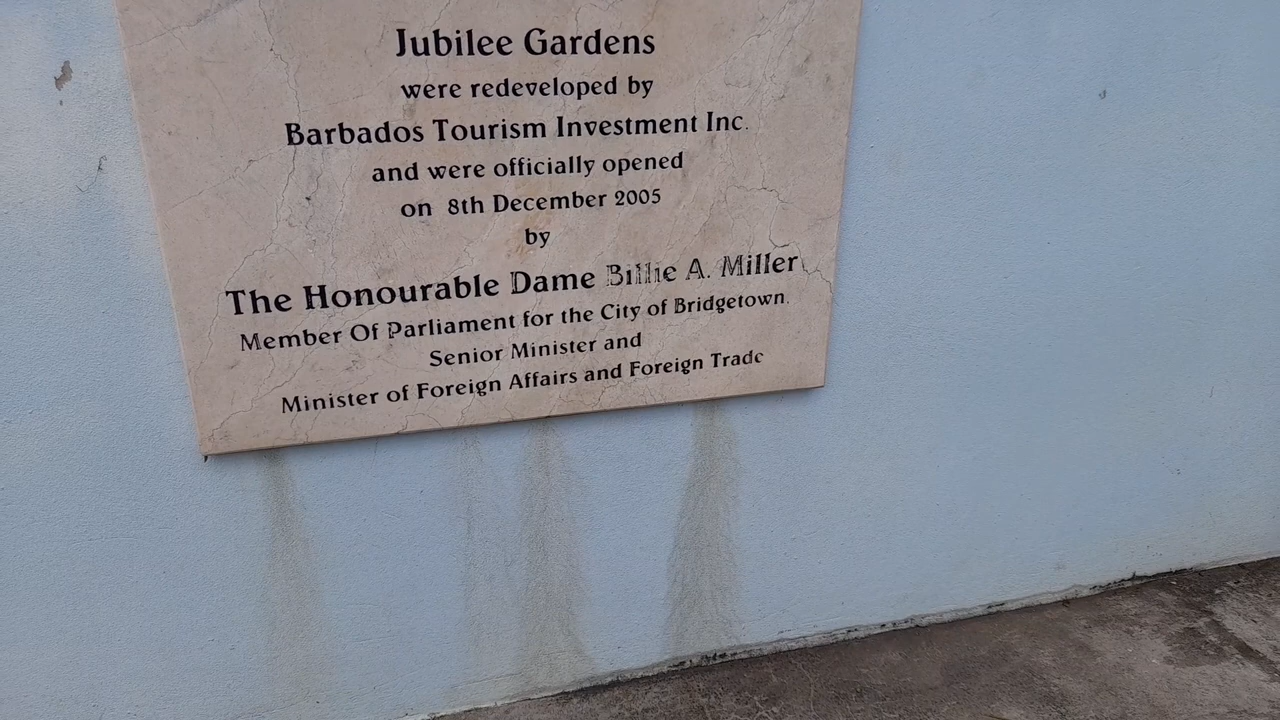 Jubilee Gardens
were redeveloped by
Barbados Tourism Investment Inc.
and were officially opened
on 8th December 2005
by
The Honourable Dame Billie A. Miller
Member Of Parliament for the City of Bridgetown.
Senior Minister and
Minister of Foreign Affairs and Foreign Trade